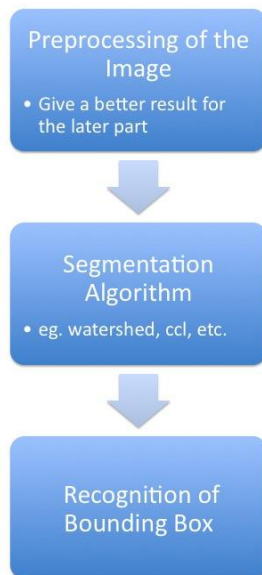 Preprocessing of the
Image
• Give a better result for
the later part
Segmentation
Algorithm
• eg. watershed, ccl, etc.
Recognition of
Bounding Box